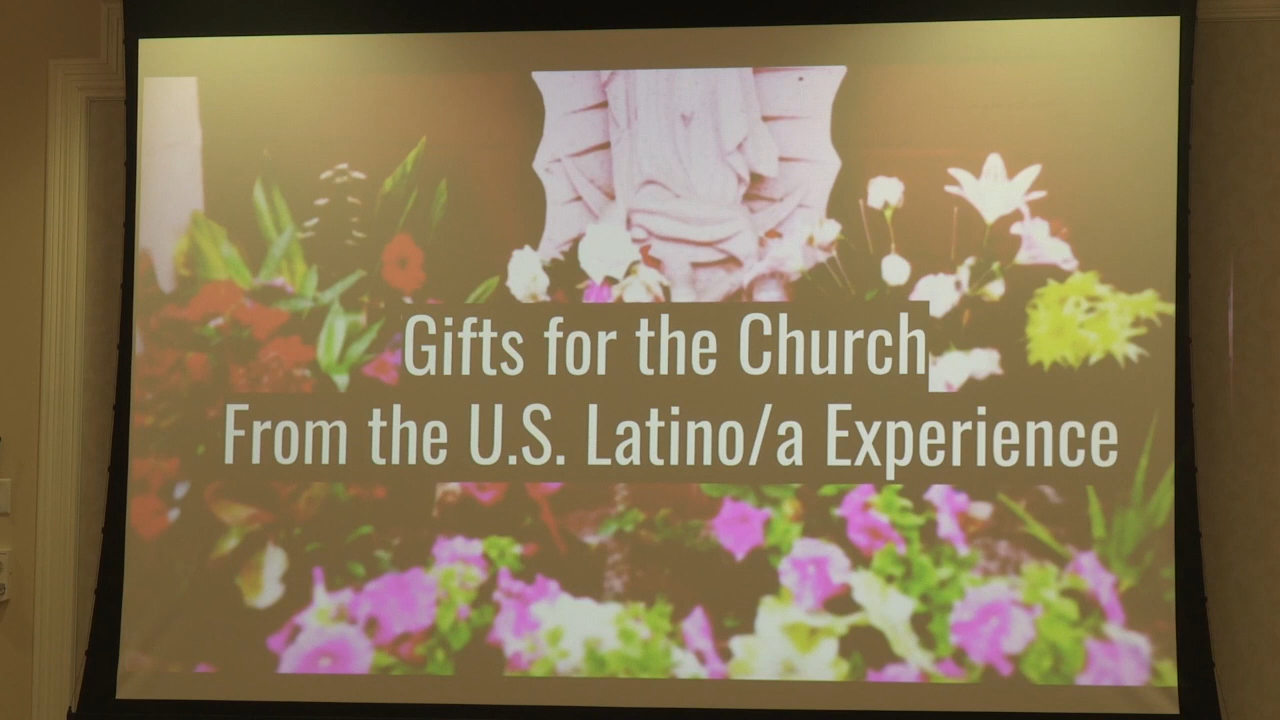 Gifts for the Church
From the U.S. Latino/a Experience